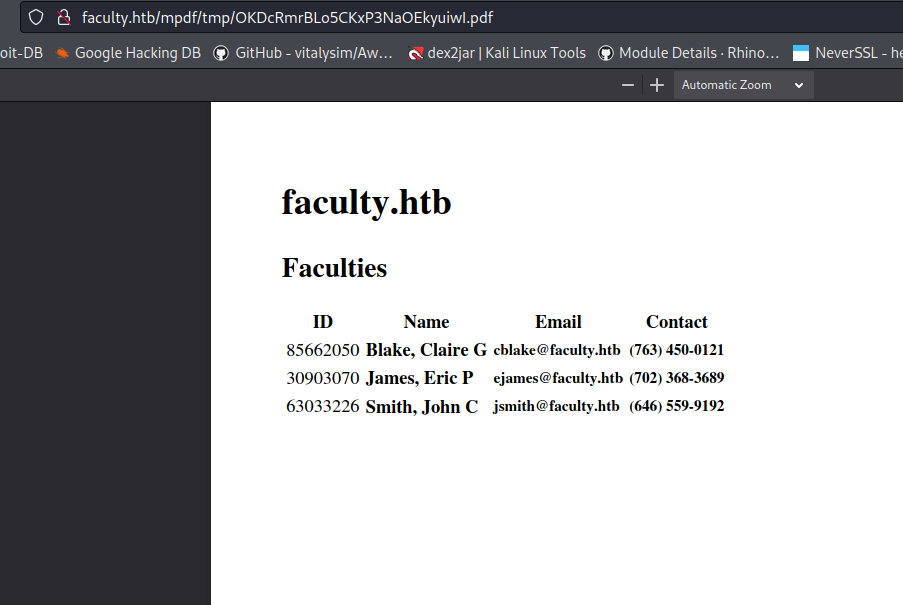 faculty.htb/mpdf/tmp/OKDcRmrBLo5CKxP3NaOEkyuiwI.pdf
oit-DB Google Hacking DB GitHub - vitalysim/Aw... dex2jar | Kali Linux Tools Module Details · Rhino... NeverSSL - he
Automatic Zoom
faculty.htb
Faculties
ID Name Email Contact
85662050 Blake, Claire G cblake@faculty.htb (763) 450-0121
30903070 James, Eric P ejames@faculty.htb (702) 368-3689
63033226 Smith, John C jsmith@faculty.htb (646) 559-9192